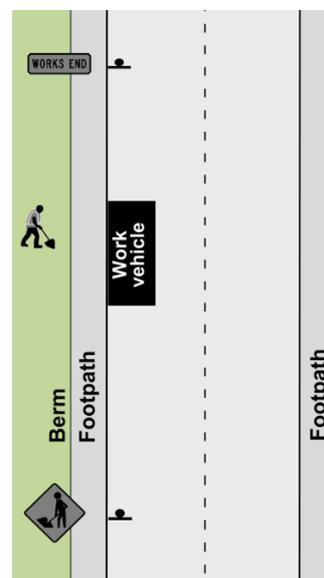 WORKS END
Work
vehicle
Berm
Footpath
Footpath